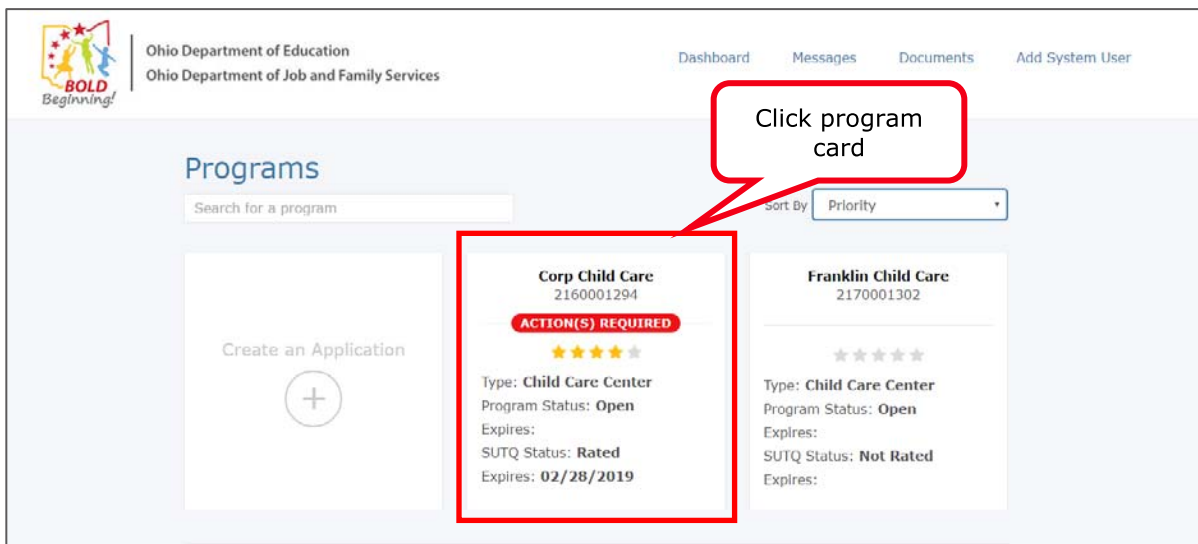 BOLD
Beginning!
Ohio Department of Education
Ohio Department of Job and Family Services
Dashboard Messages Documents Add System User
Click program
card
Programs
Search for a program
Sort By Priority
Create an Application
Corp Child Care
2160001294
ACTION(S) REQUIRED
Type: Child Care Center
Program Status: Open
Expires:
SUTQ Status: Rated
Expires: 02/28/2019
Franklin Child Care
2170001302
Type: Child Care Center
Program Status: Open
Expires:
SUTQ Status: Not Rated
Expires: